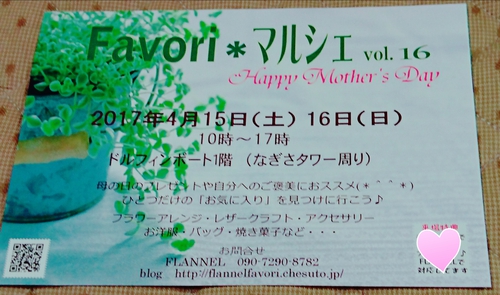 Favori＊マルシェ vol. 16
Happy Mother's Day
2017年4月15日(土) 16日(日)
10時～17時
ドルフィンポート1階 (なぎさタワー周り)
母の日のプレゼントや自分へのご褒美におススメ(＊＾＾＊)
ひとつだけの「お気に入り」を見つけに行こう♪
フラワーアレンジ・レザークラフト・アクセサリー
お洋服・バッグ・焼き菓子など・・・
お問合せ
FLANNEL 090-7290-8782
blog http://flannelfavori.chesuto.jp/
対応してます